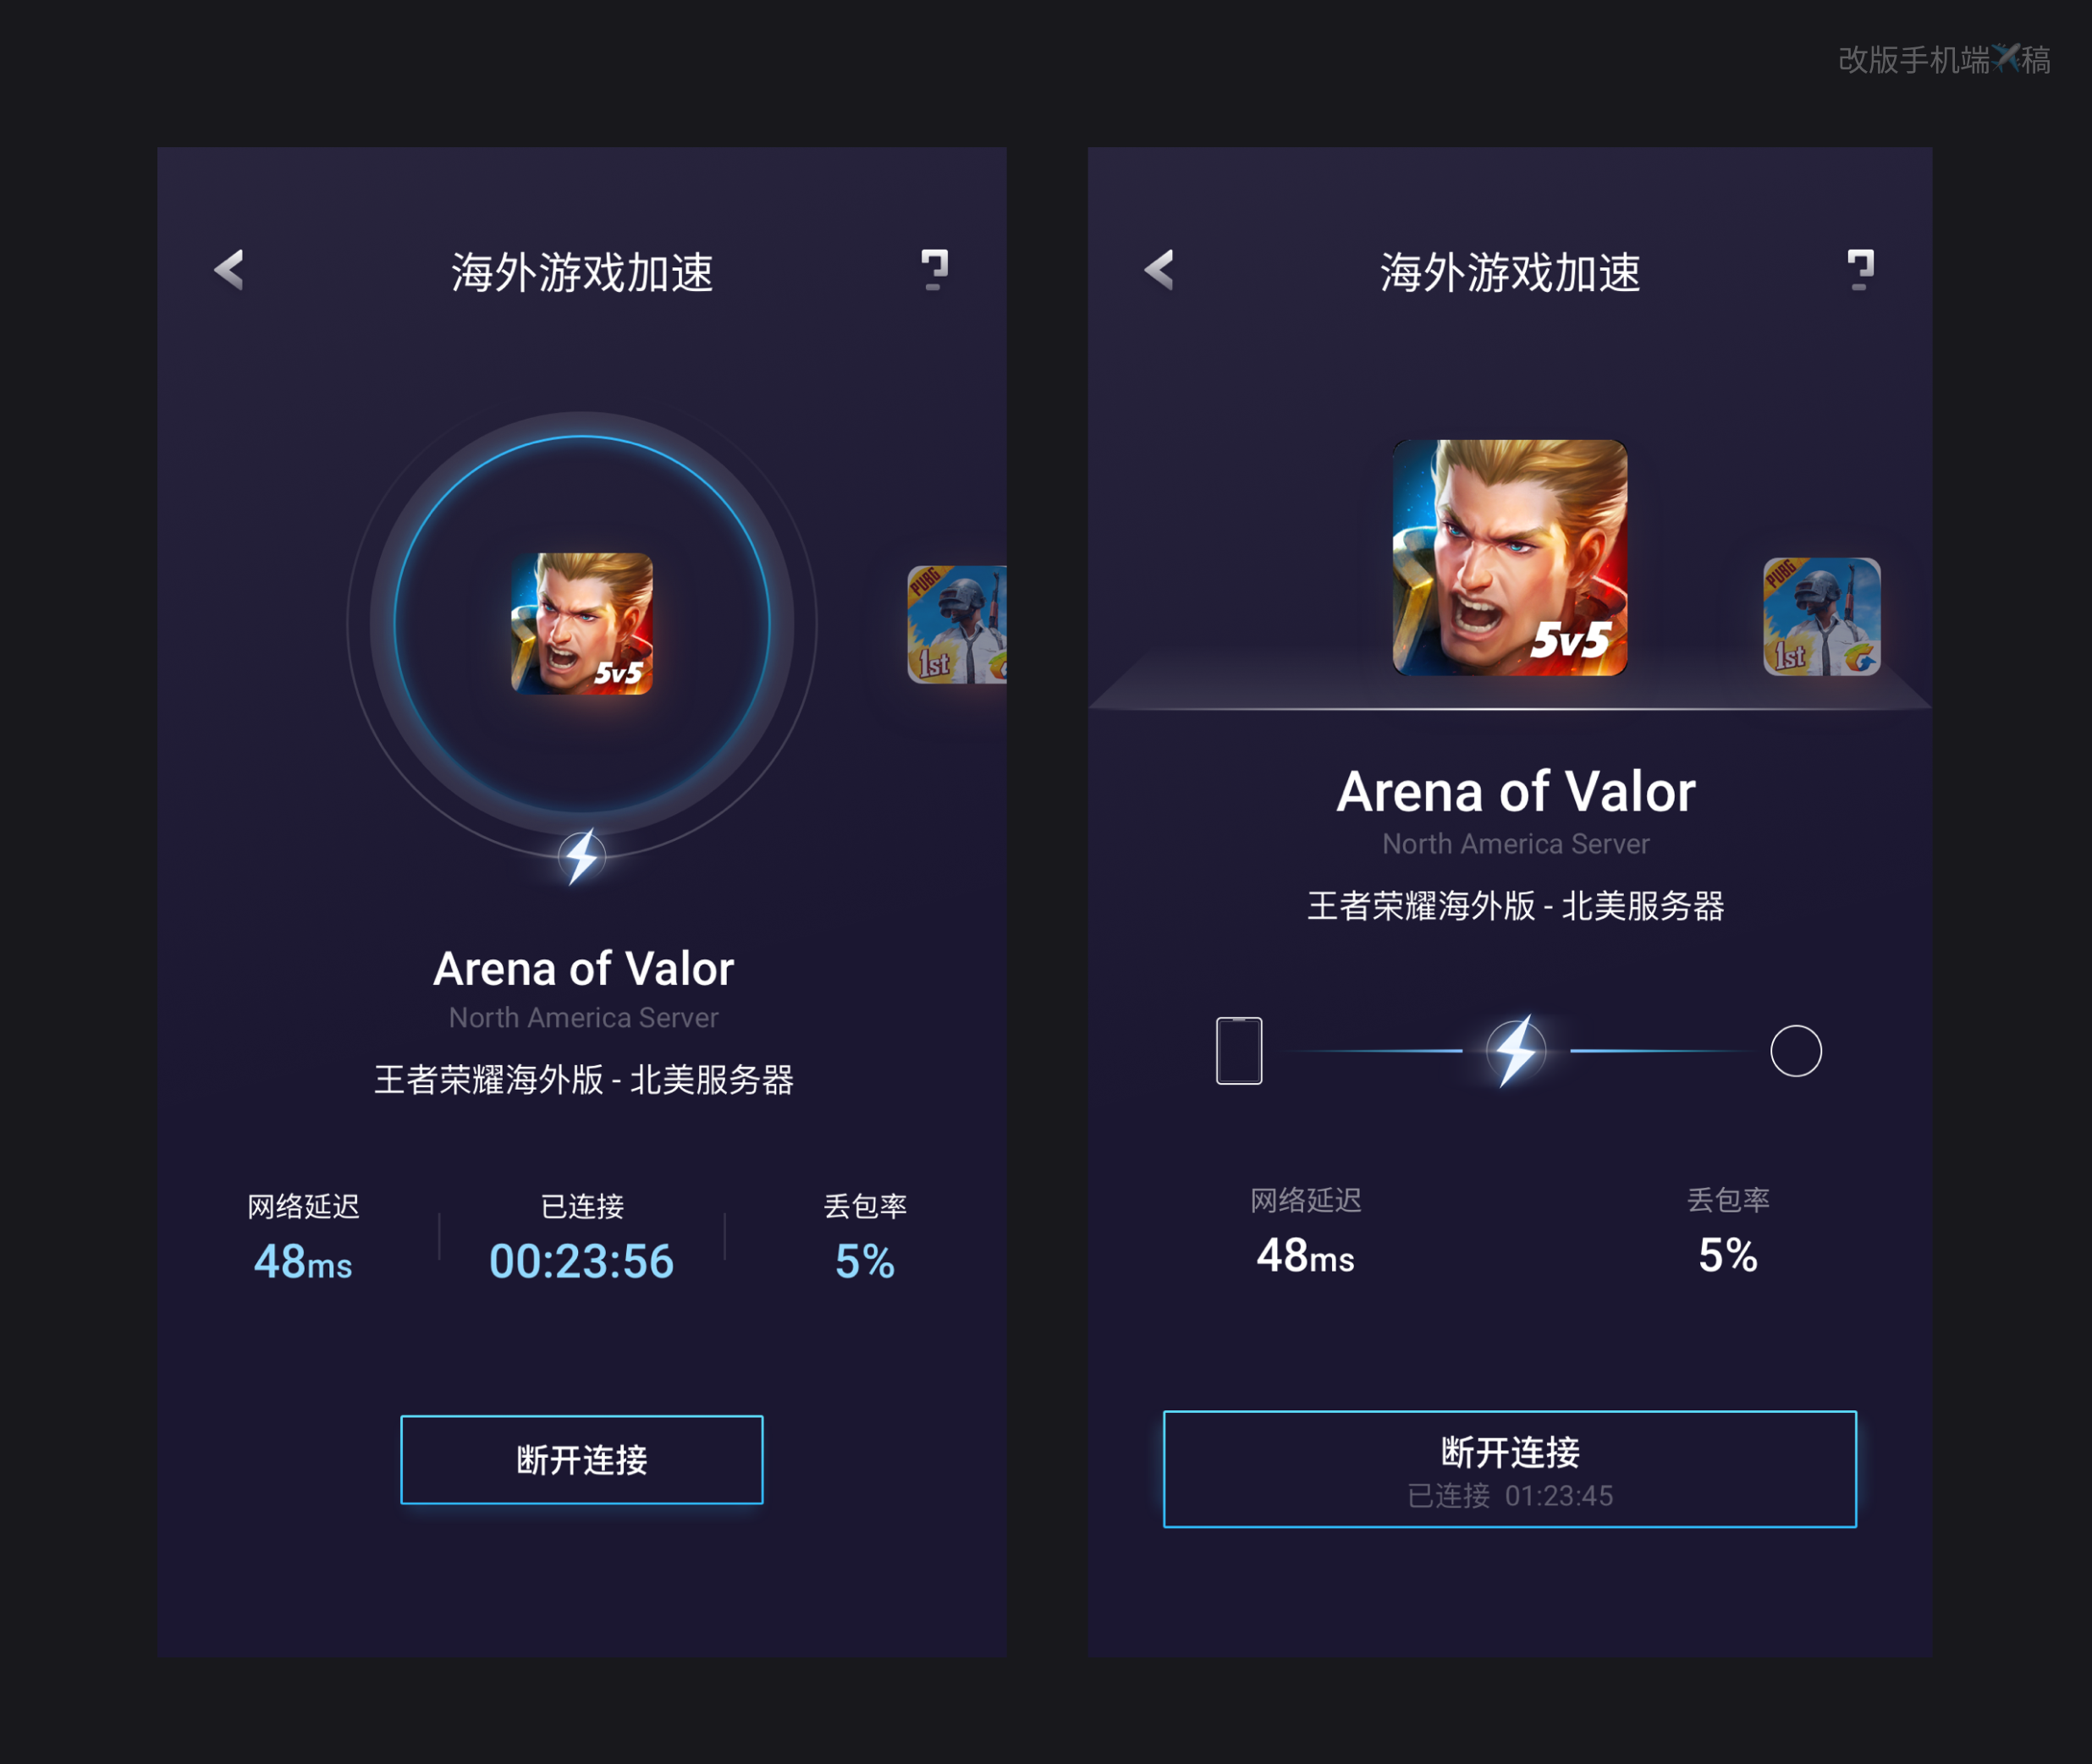 改版手机端✈️稿
海外游戏加速
PUBG
1st
5v5
Arena of Valor
North America Server
王者荣耀海外版 - 北美服务器
网络延迟
48ms
已连接
00:23:56
丢包率
5%
断开连接
海外游戏加速
5v5
PUBG
1st
Arena of Valor
North America Server
王者荣耀海外版 - 北美服务器
网络延迟
48ms
丢包率
5%
断开连接
已连接 01:23:45